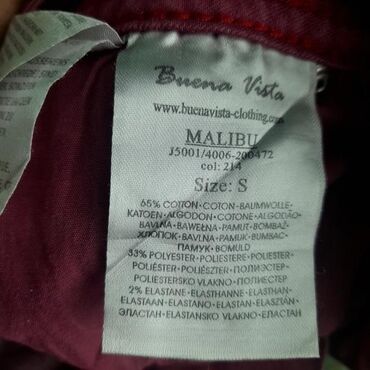 Buena Vista
www.buenavista-clothing.com
MALIBU
J5001/4006-200472
col: 214
Size: S
65% COTTON·COTON·BAUMWOLLE·
KATOEN·ALGODON·COTONE·ALGODÃO·
BAVLNA·BAWEŁNA·PAMUT·BOMBAŽ·
ХЛОПОК·BAVLNA·PAMUK·BUMBAC·
ПАМУК·BOMULD
33% POLYESTER·POLIESTERE·POLIESTER·
POLIÉSTER·POLIÉSZTER·ПОЛИЭСТЕР·
POLIESTERSKO VLAKNO·ПОЛИЕСТЕР
2% ELASTANE·ELASTHANNE·ELASTHAN·
ELASTAAN·ELASTANO·ELASTAN·ELASZTÁN·
ЭЛАСТАН·ELASTANSKO VLAKNO·ЕЛАСТАН